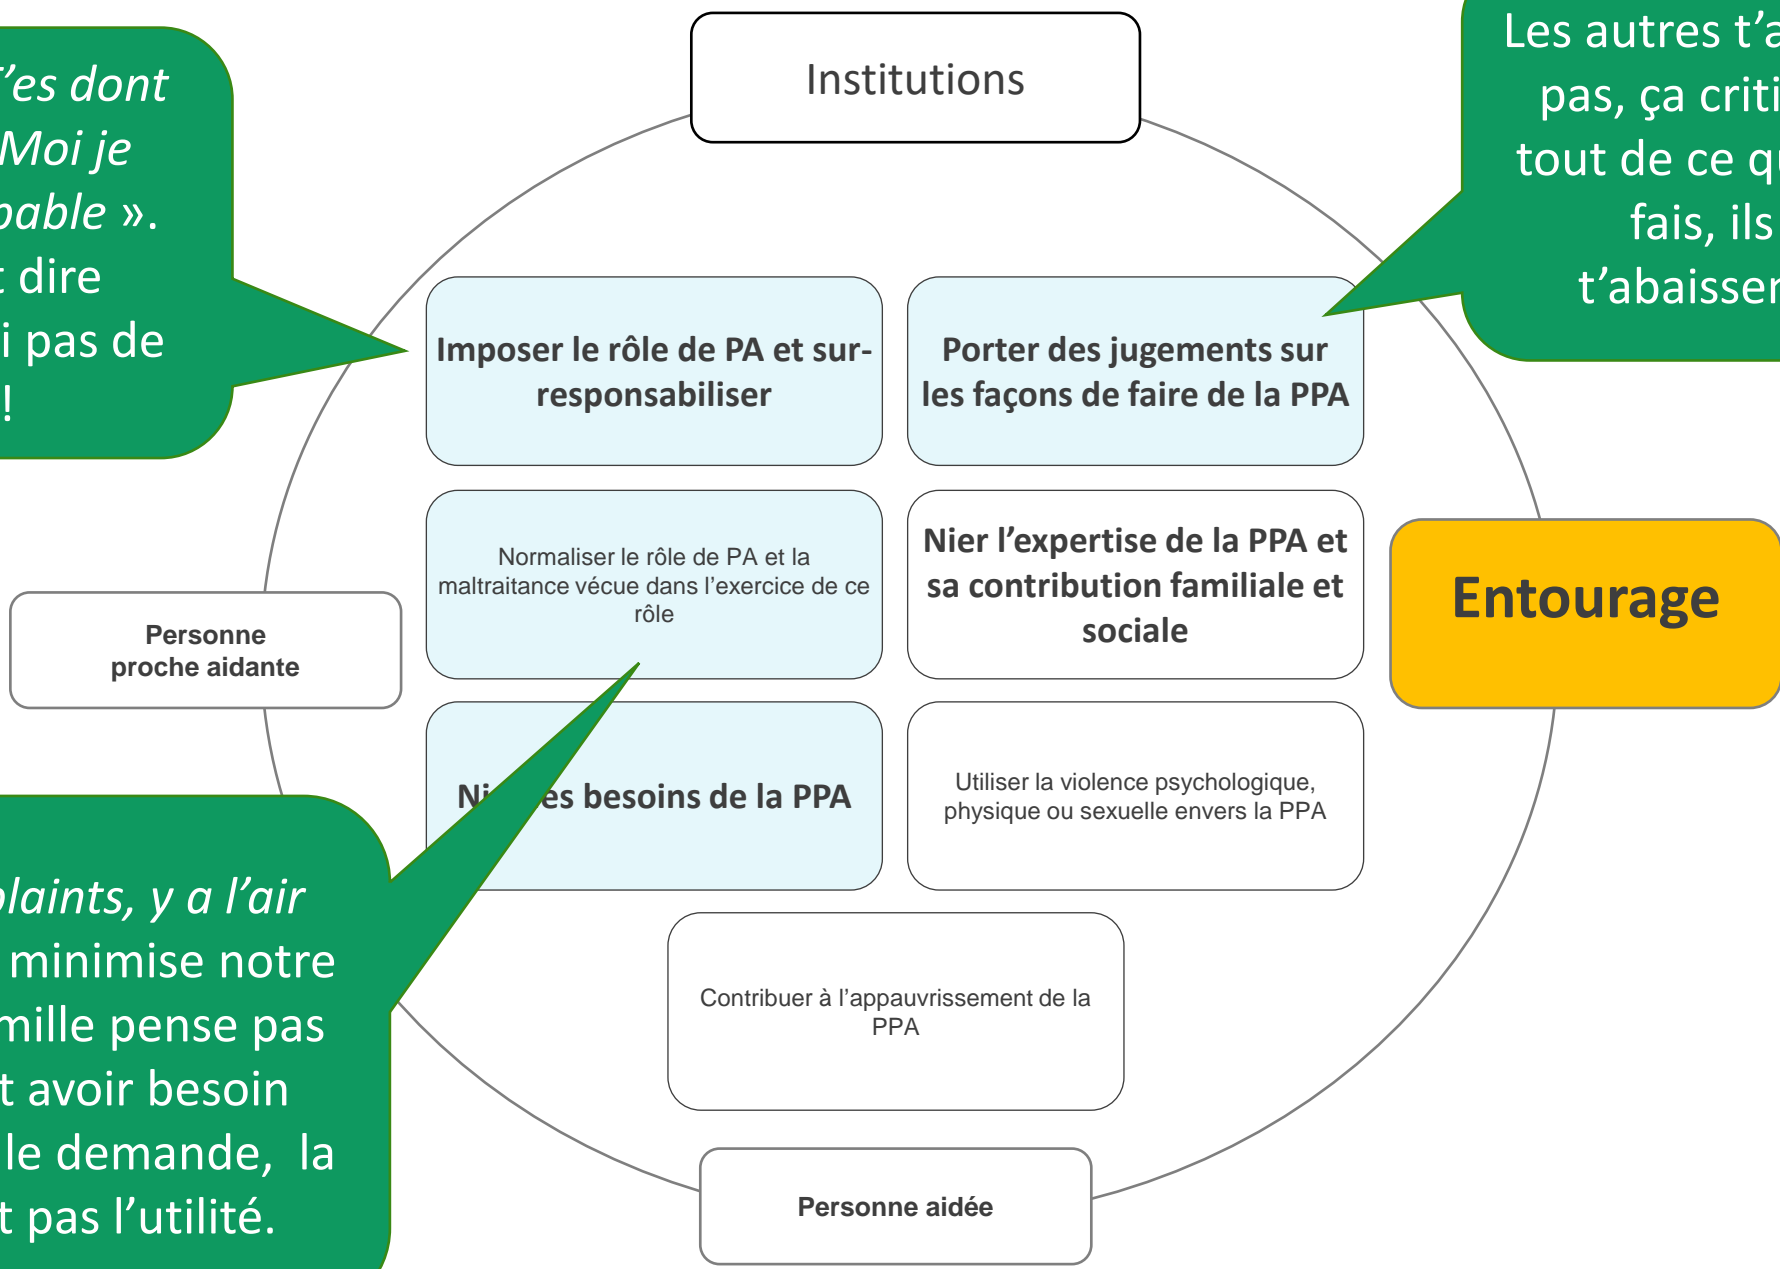 Institutions
T'es dont
Moi je
pable ».
t dire
i pas de
!
Les autres t'a
pas, ça criti
tout de ce qu
fais, ils
t'abaisser
Imposer le rôle de PA et sur-
responsabiliser
Porter des jugements sur
les façons de faire de la PPA
Normaliser le rôle de PA et la
maltraitance vécue dans l'exercice de ce
rôle
Nier l'expertise de la PPA et
sa contribution familiale et
sociale
Personne
proche aidante
Entourage
es besoins de la PPA
Utiliser la violence psychologique,
physique ou sexuelle envers la PPA
plaints, y a l'air
minimise notre
mille pense pas
t avoir besoin
le demande, la
t pas l'utilité.
Contribuer à l'appauvrissement de la
PPA
Personne aidée